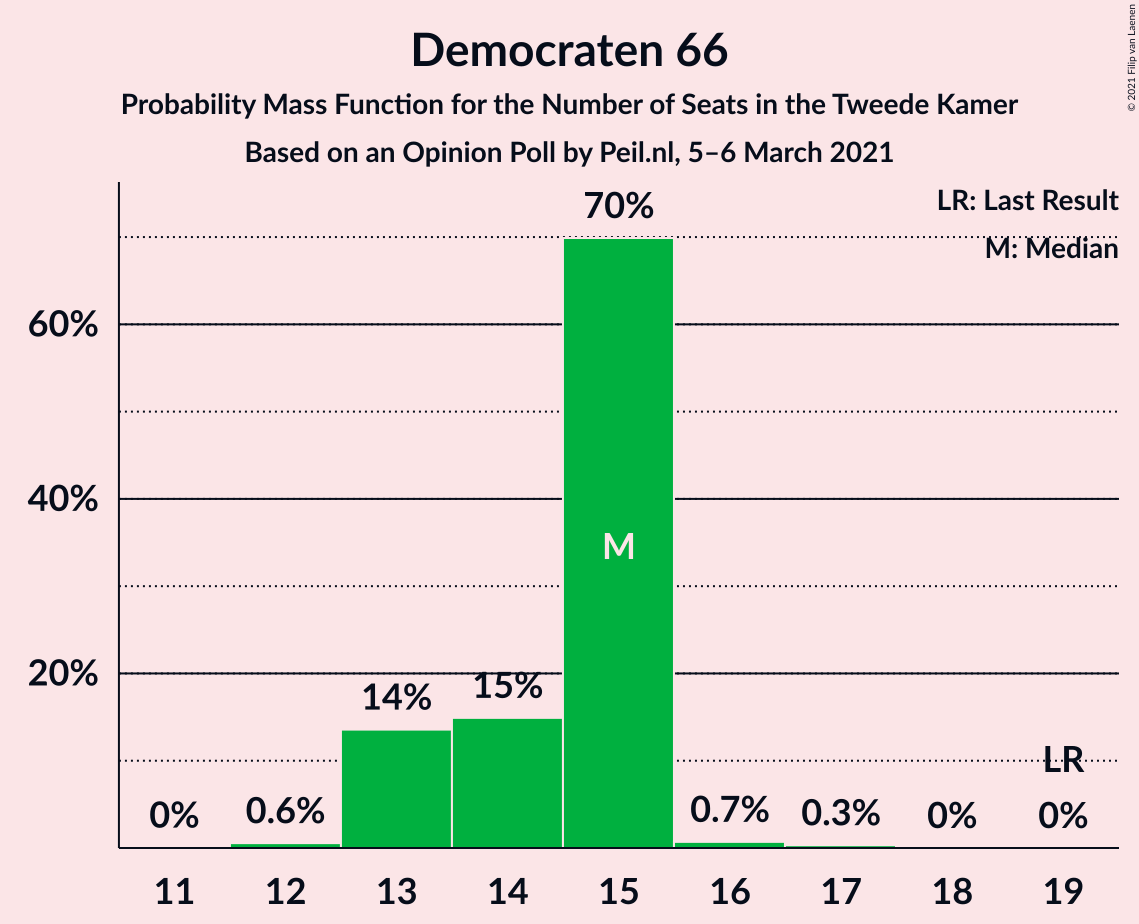 Democraten 66
Probability Mass Function for the Number of Seats in the Tweede Kamer
Based on an Opinion Poll by Peil.nl, 5–6 March 2021
© 2021 Filip van Laenen
LR: Last Result
M: Median
70%
60%
40%
20%
M
14%
15%
LR
0%
0.6%
0.7%
0.3%
0%
0%
11 12 13 14 15 16 17 18 19